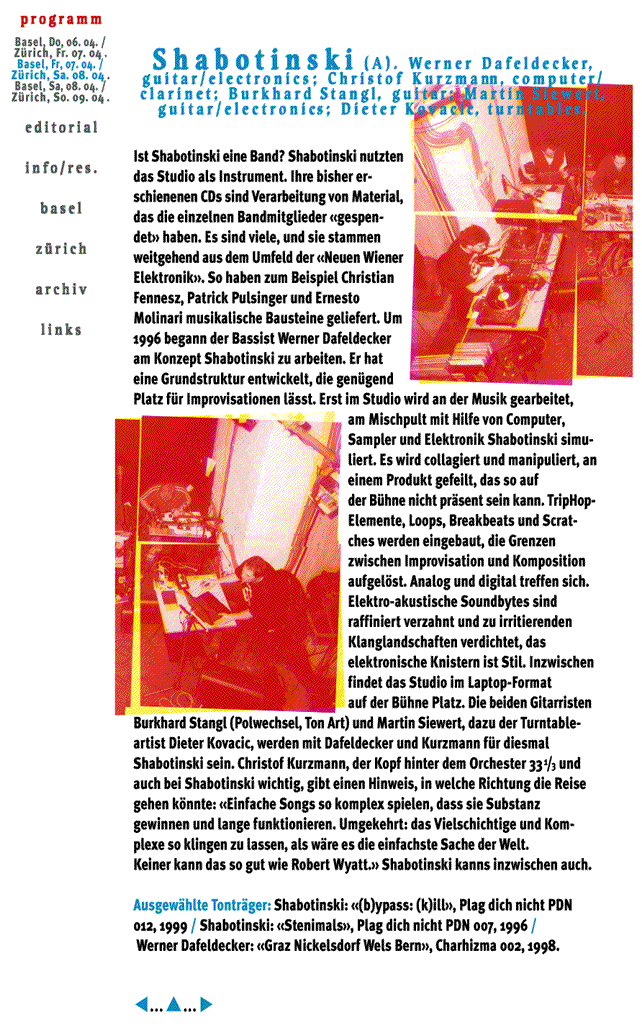 programm
Basel, Do, 06. 04. /
Zürich, Fr. 07. 04.
Basel, Fr, 07. 04. /
Zürich, Sa. 08. 04.
Basel, Sa, 08. 04. /
Zürich, So. 09. 04.
editorial
info/res.
basel
zürich
archiv
links
Shabotinski (A). Werner Dafeldecker,
guitar/electronics; Christof Kurzmann, computer/
clarinet; Burkhard Stangl, guitar; Martin Siewert,
guitar/electronics; Dieter Kovacic, turntables.
Ist Shabotinski eine Band? Shabotinski nutzten
das Studio als Instrument. Ihre bisher er-
schienenen CDs sind Verarbeitung von Material,
das die einzelnen Bandmitglieder «gespen-
det» haben. Es sind viele, und sie stammen
weitgehend aus dem Umfeld der «Neuen Wiener
Elektronik». So haben zum Beispiel Christian
Fennesz, Patrick Pulsinger und Ernesto
Molinari musikalische Bausteine geliefert. Um
1996 begann der Bassist Werner Dafeldecker
am Konzept Shabotinski zu arbeiten. Er hat
eine Grundstruktur entwickelt, die genügend
Platz für Improvisationen lässt. Erst im Studio wird an der Musik gearbeitet,
am Mischpult mit Hilfe von Computer,
Sampler und Elektronik Shabotinski simu-
liert. Es wird collagiert und manipuliert, an
einem Produkt gefeilt, das so auf
der Bühne nicht präsent sein kann. TripHop-
Elemente, Loops, Breakbeats und Scrat-
ches werden eingebaut, die Grenzen
zwischen Improvisation und Komposition
aufgelöst. Analog und digital treffen sich.
Elektro-akustische Soundbytes sind
raffiniert verzahnt und zu irritierenden
Klanglandschaften verdichtet, das
elektronische Knistern ist Stil. Inzwischen
findet das Studio im Laptop-Format
auf der Bühne Platz. Die beiden Gitarristen
Burkhard Stangl (Polwechsel, Ton Art) und Martin Siewert, dazu der Turntable-
artist Dieter Kovacic, werden mit Dafeldecker und Kurzmann für diesmal
Shabotinski sein. Christof Kurzmann, der Kopf hinter dem Orchester 33 1/3 und
auch bei Shabotinski wichtig, gibt einen Hinweis, in welche Richtung die Reise
gehen könnte: «Einfache Songs so komplex spielen, dass sie Substanz
gewinnen und lange funktionieren. Umgekehrt: das Vielschichtige und Kom-
plexe so klingen zu lassen, als wäre es die einfachste Sache der Welt.
Keiner kann das so gut wie Robert Wyatt.» Shabotinski kanns inzwischen auch.
Ausgewählte Tonträger: Shabotinski: «(b)ypass: (k)ill», Plag dich nicht PDN
012, 1999 / Shabotinski: «Stenimals», Plag dich nicht PDN 007, 1996 /
Werner Dafeldecker: «Graz Nickelsdorf Wels Bern», Charhizma 002, 1998.
◀...▲...▶